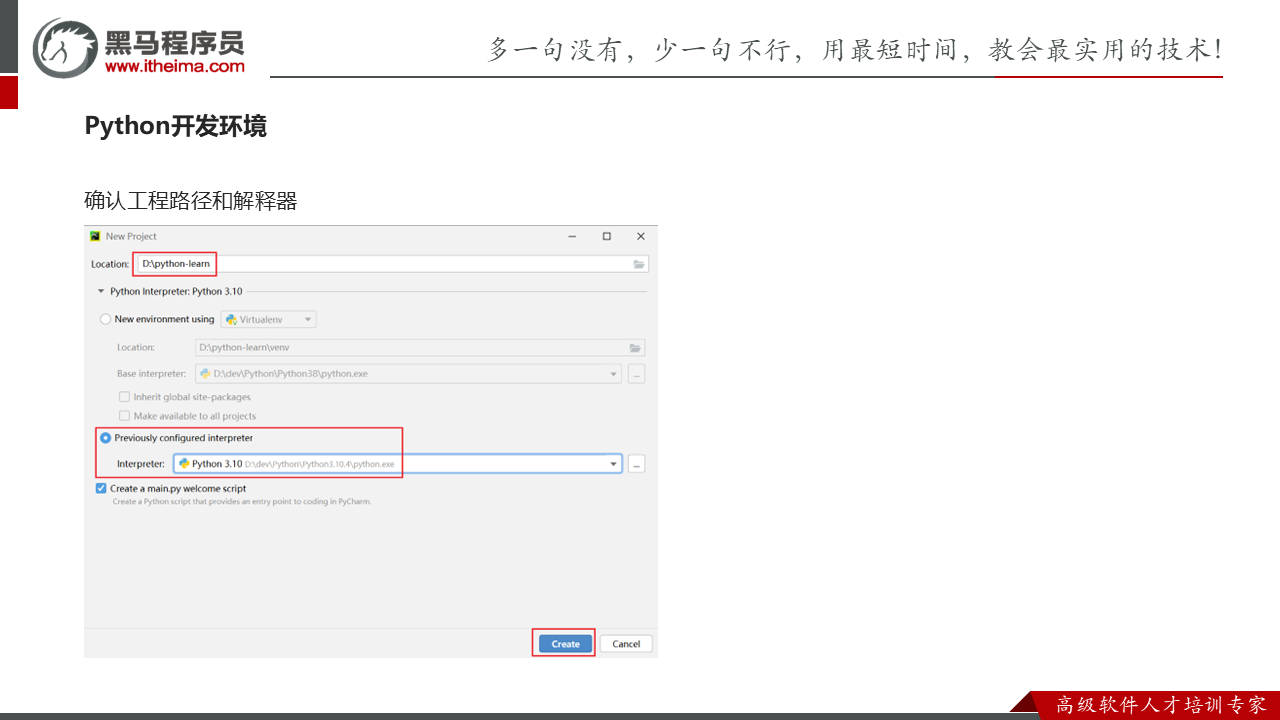 黑马程序员
www.itheima.com
多一句没有，少一句不行，用最短时间，教会最实用的技术！
Python开发环境
确认工程路径和解释器
New Project
Location: D:\python-learn
Python Interpreter: Python 3.10
New environment using Virtualenv
Location: D:\python-learn\venv
Base interpreter: D:\dev\Python\Python38\python.exe
...
Inherit global site-packages
Make available to all projects
Previously configured interpreter
Interpreter: Python 3.10 D:\dev\Python\Python3.10.4\python.exe
...
Create a main.py welcome script
Create a Python script that provides an entry point to coding in PyCharm.
Create Cancel
高级软件人才培训专家